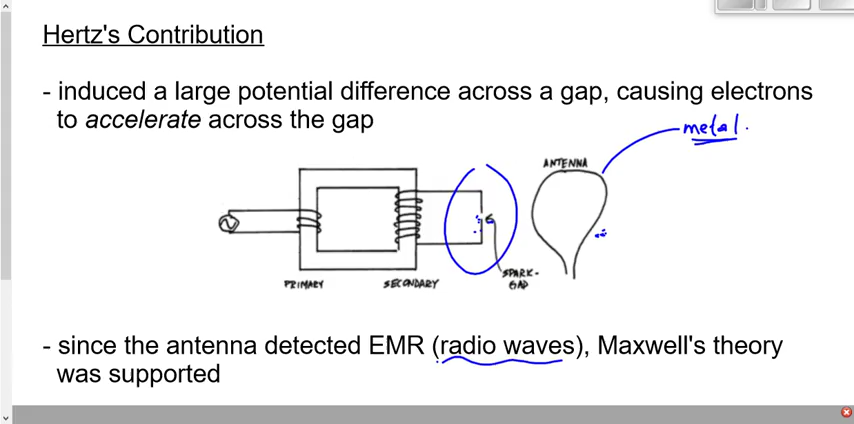 Hertz's Contribution
- induced a large potential difference across a gap, causing electrons
to accelerate across the gap
metal.
ANTENNA
PRIMARY
SECONDARY
SPARK-
GAP
- since the antenna detected EMR (radio waves), Maxwell's theory
was supported